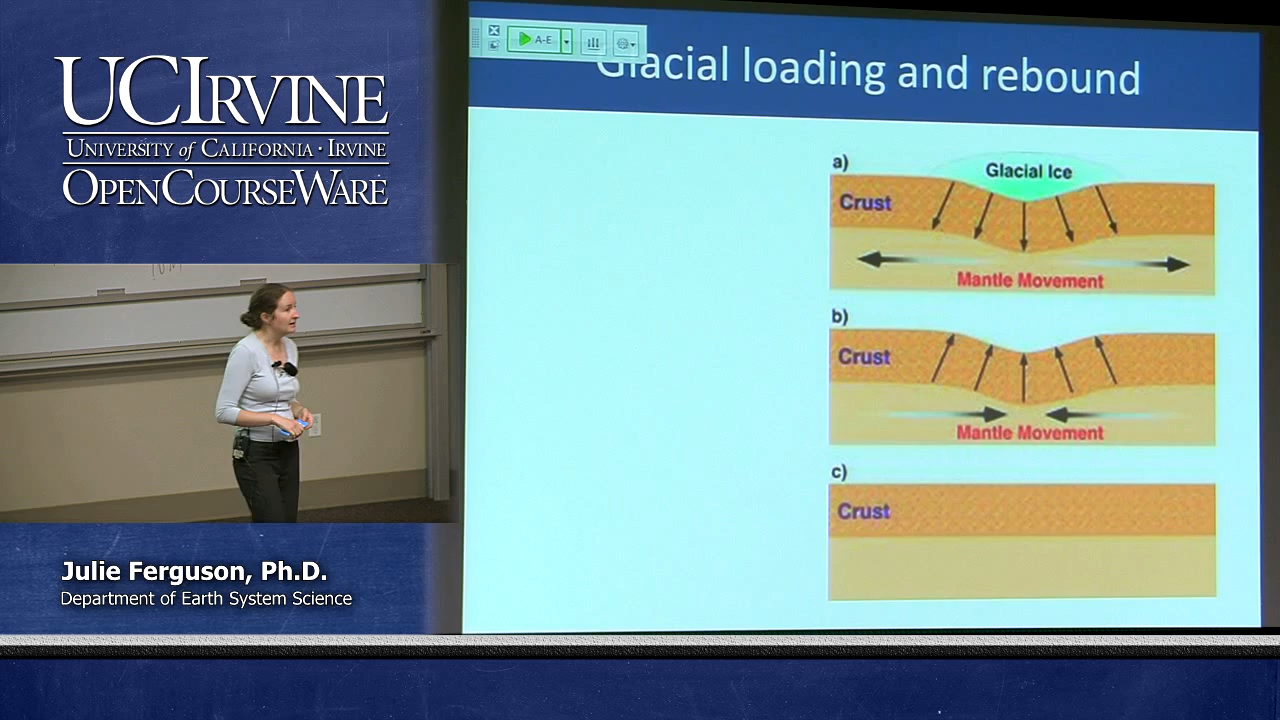 UCIRVINE
UNIVERSITY of CALIFORNIA · IRVINE
OPENCOURSEWARE
Julie Ferguson, Ph.D.
Department of Earth System Science
A-E
Glacial loading and rebound
a)
Glacial Ice
Crust
Mantle Movement
b)
Crust
Mantle Movement
c)
Crust